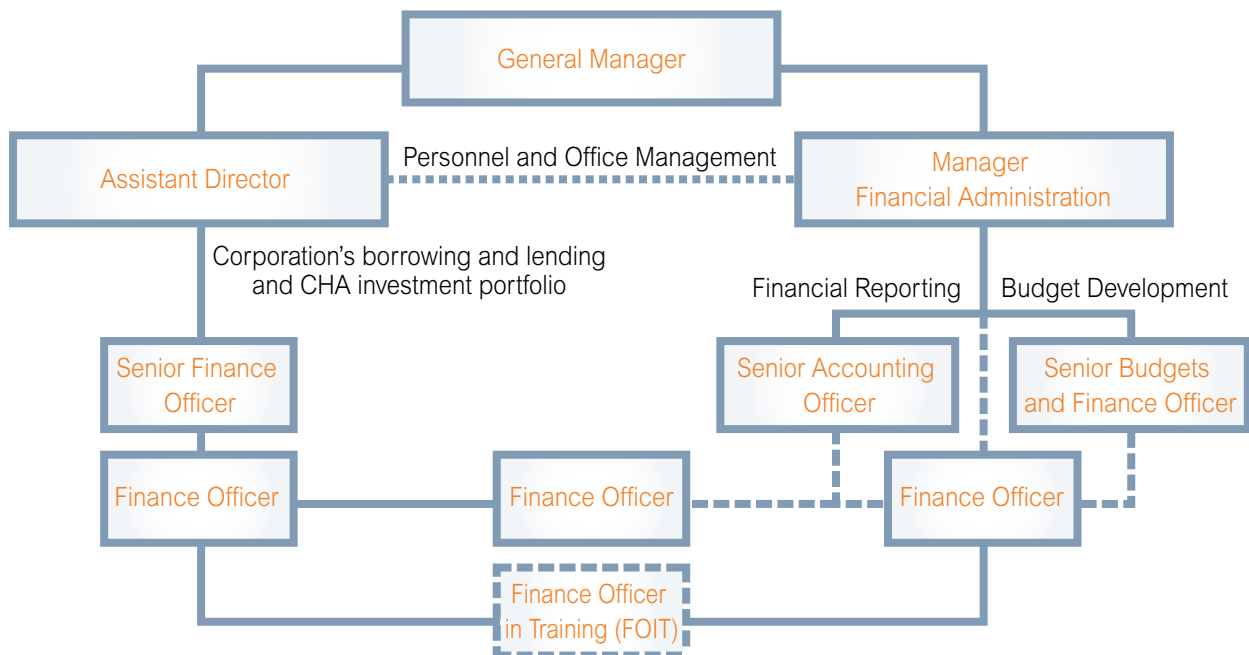 General Manager
Assistant Director
Personnel and Office Management
Manager
Financial Administration
Corporation's borrowing and lending
and CHA investment portfolio
Financial Reporting
Budget Development
Senior Finance
Officer
Senior Accounting
Officer
Senior Budgets
and Finance Officer
Finance Officer
Finance Officer
Finance Officer
Finance Officer
in Training (FOIT)